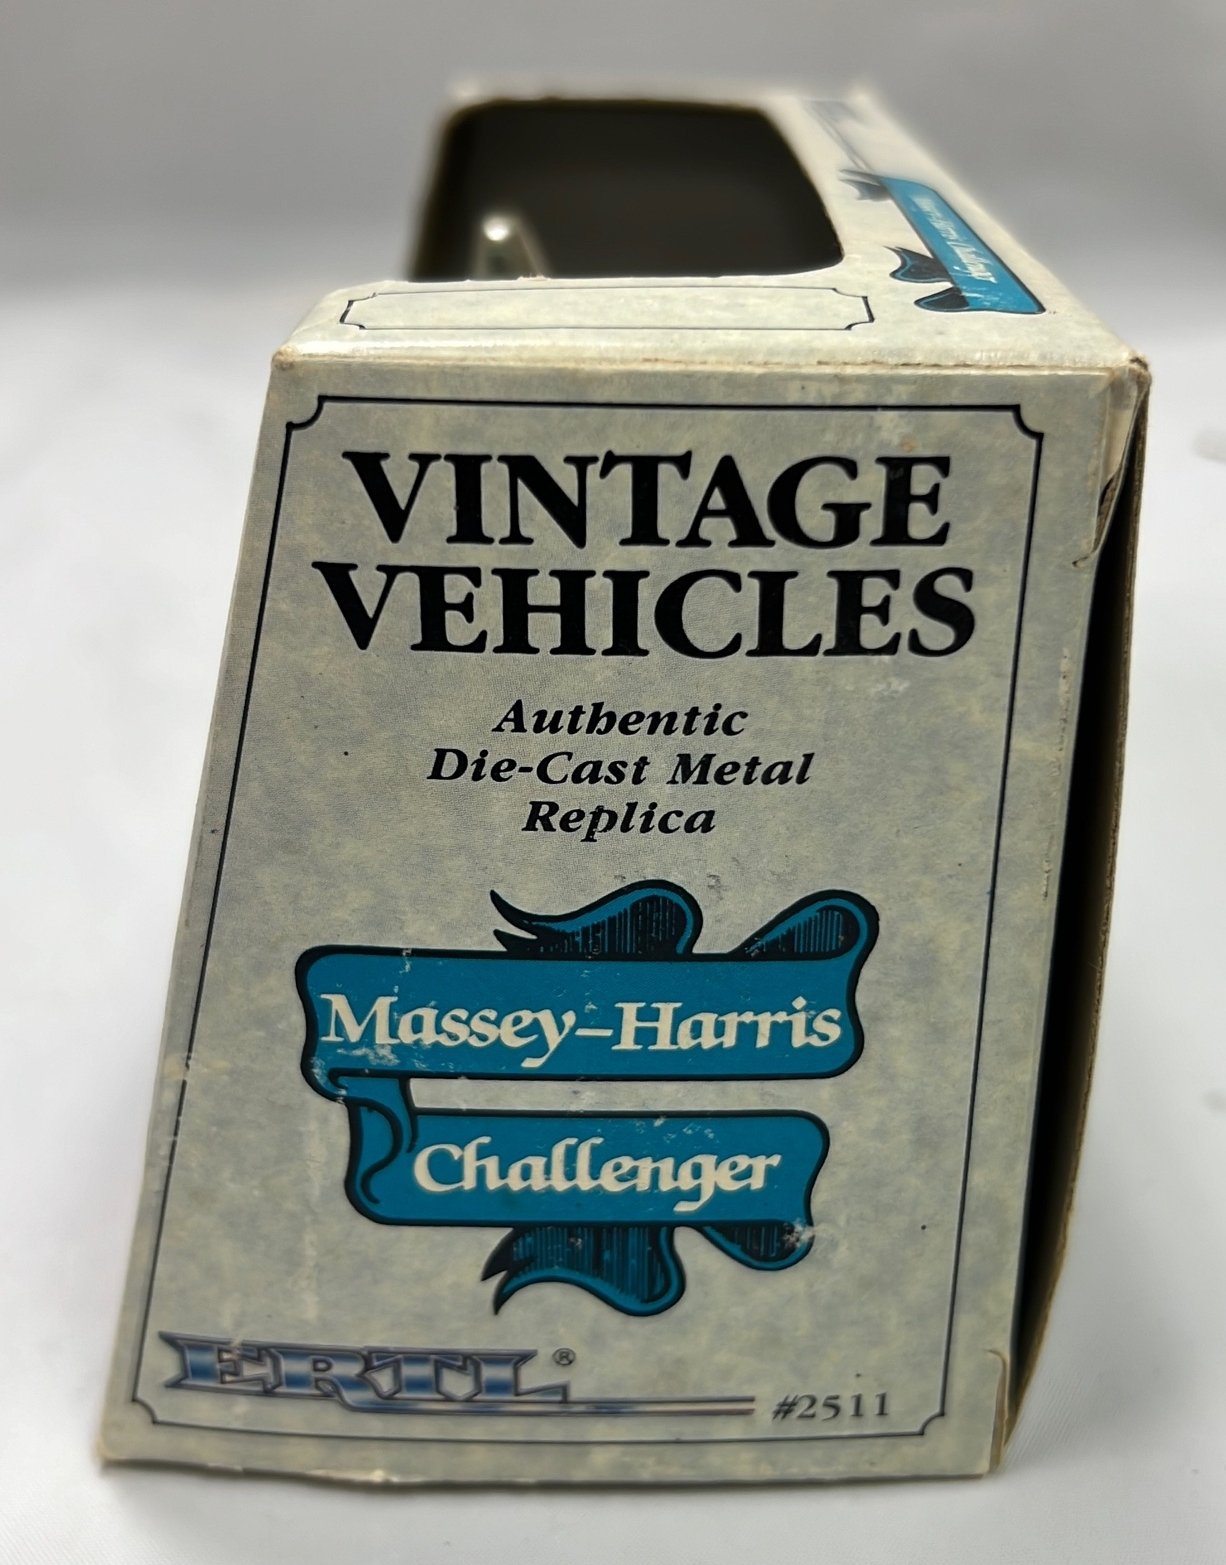 VINTAGE
VEHICLES
Authentic
Die-Cast Metal
Replica
Massey-Harris
Challenger
ERTL®
#2511